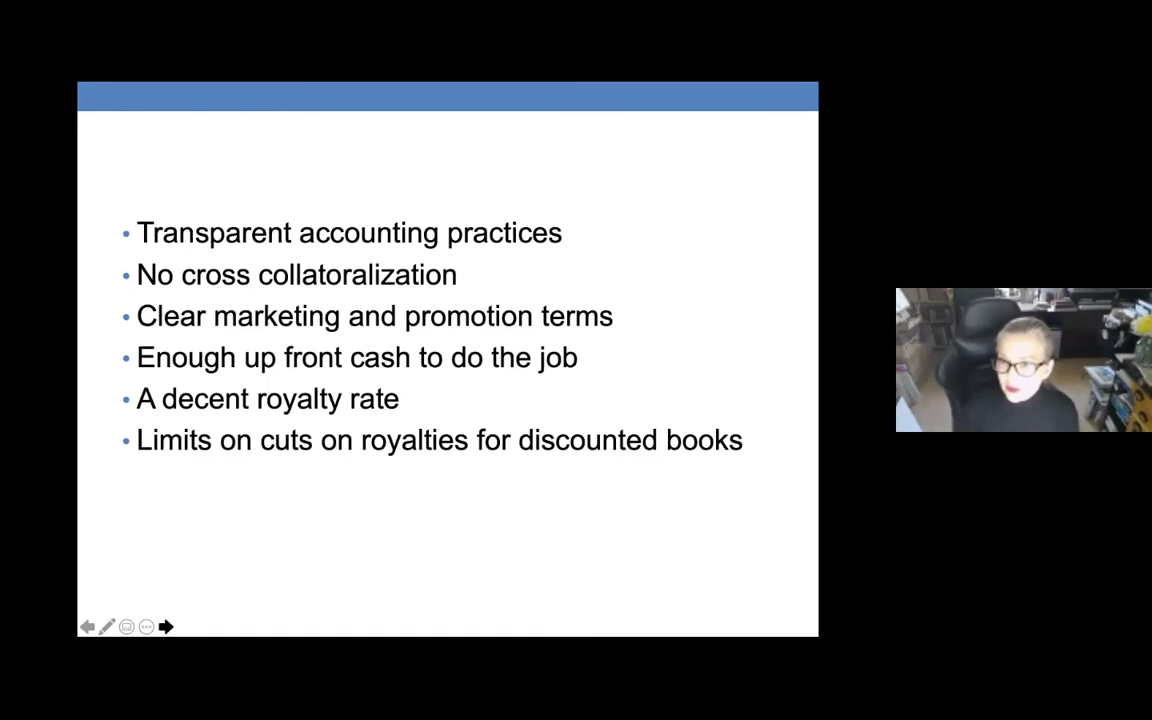 • Transparent accounting practices
• No cross collatoralization
• Clear marketing and promotion terms
• Enough up front cash to do the job
• A decent royalty rate
• Limits on cuts on royalties for discounted books